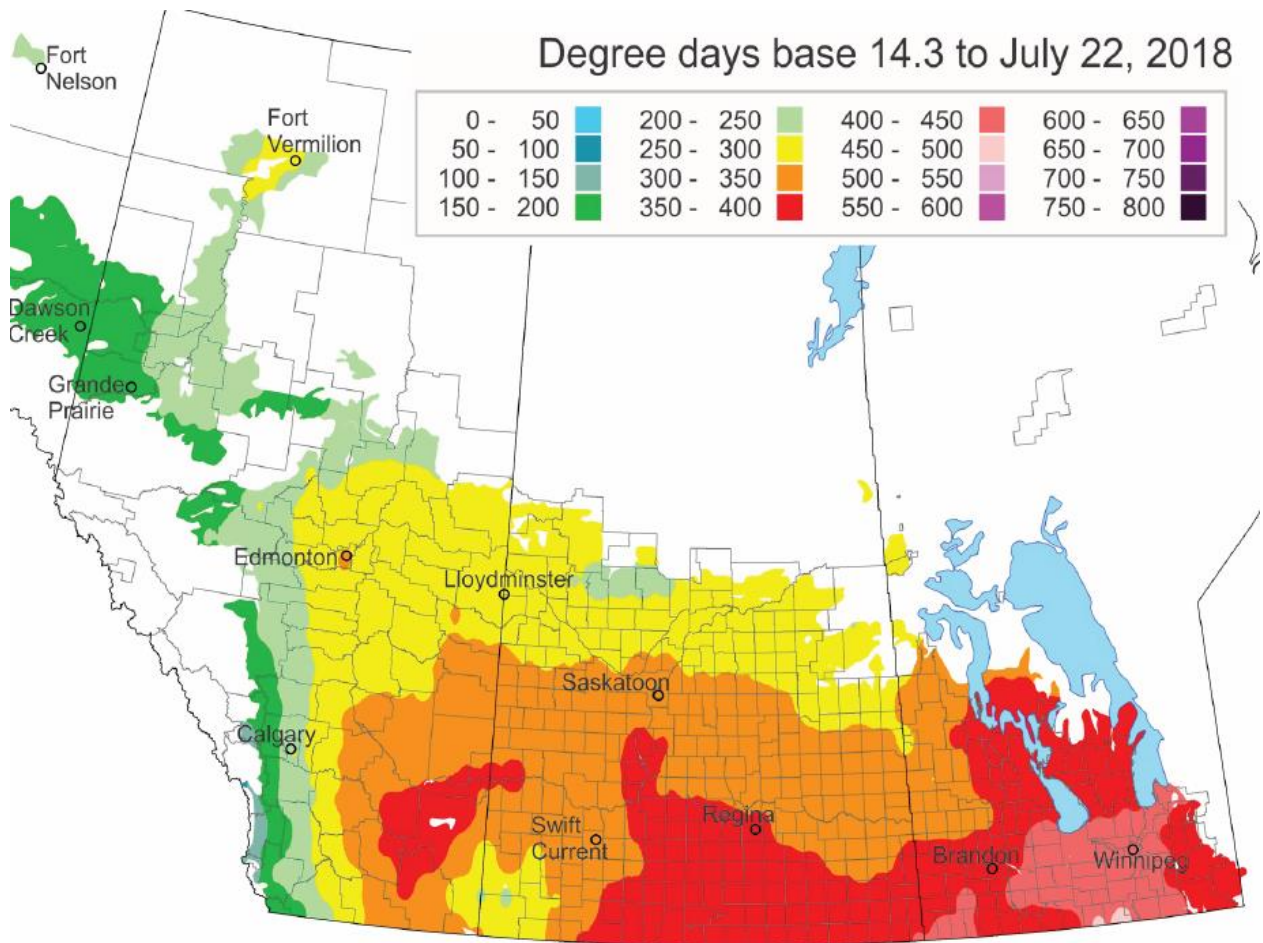 Degree days base 14.3 to July 22, 2018
0 - 50 200 - 250 400 - 450 600 - 650
50 - 100 250 - 300 450 - 500 650 - 700
100 - 150 300 - 350 500 - 550 700 - 750
150 - 200 350 - 400 550 - 600 750 - 800
Fort
Nelson
Fort
Vermilion
Dawson
Creek
Grande
Prairie
Edmonton
Lloydminster
Saskatoon
Calgary
Swift
Current
Regina
Brandon
Winnipeg